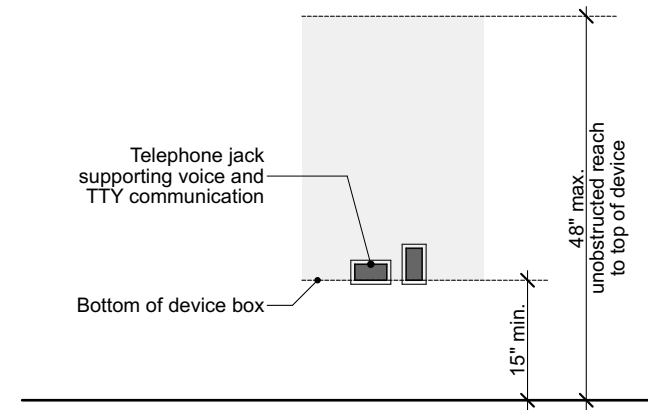 Telephone jack
supporting voice and
TTY communication
Bottom of device box
15" min.
48" max.
unobstructed reach
to top of device